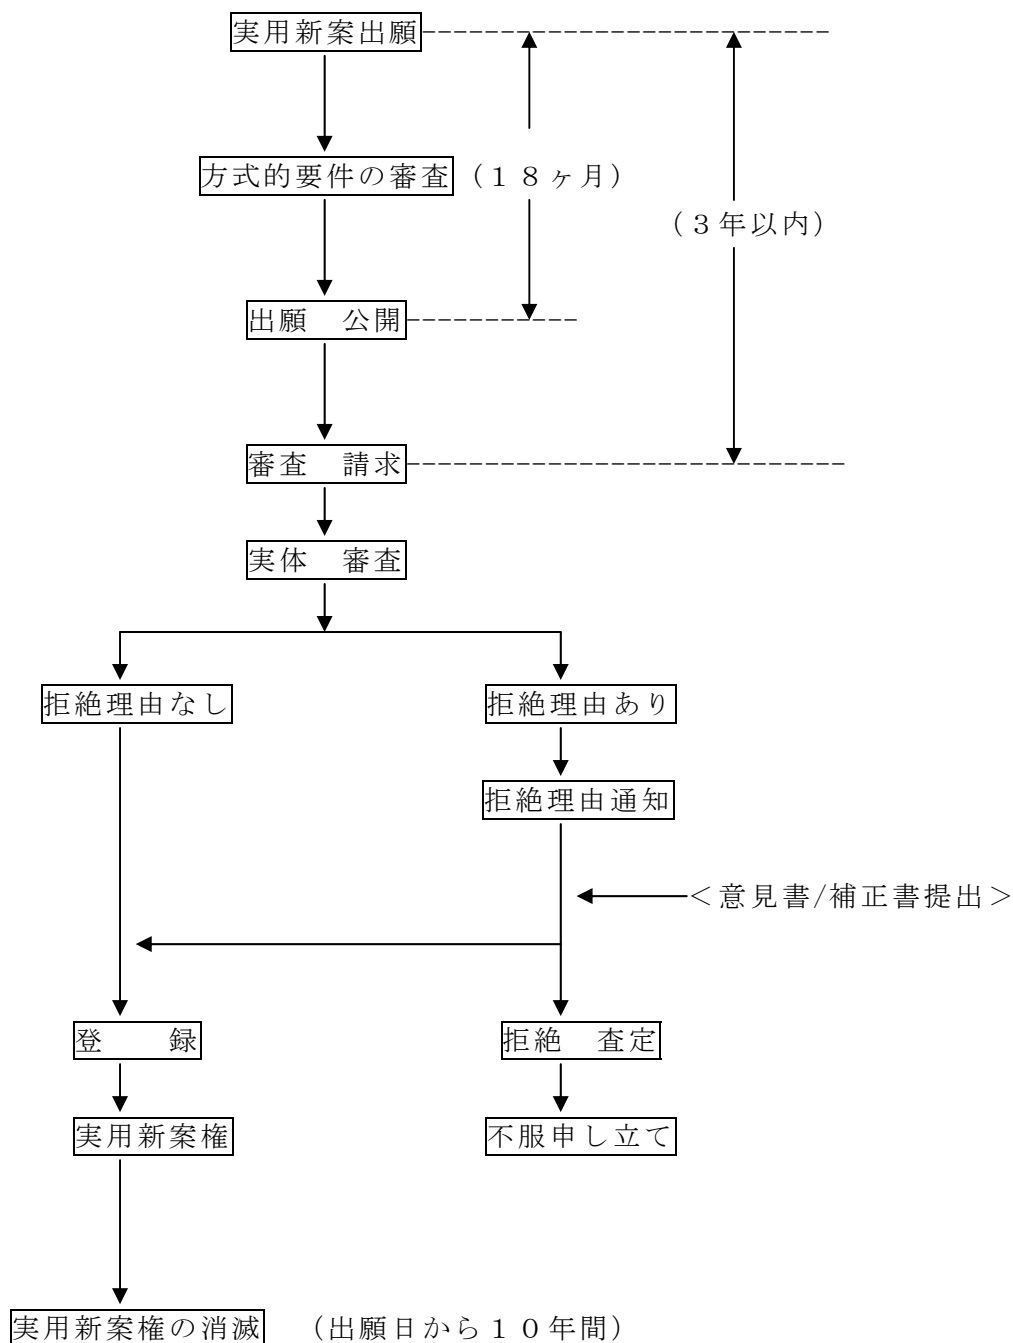 実用新案出願
方式的要件の審査
（１８ヶ月）
（３年以内）
出願　公開
審査　請求
実体　審査
拒絶理由なし
拒絶理由あり
拒絶理由通知
＜意見書/補正書提出＞
登　　録
拒絶　査定
実用新案権
不服申し立て
実用新案権の消滅
（出願日から１０年間）